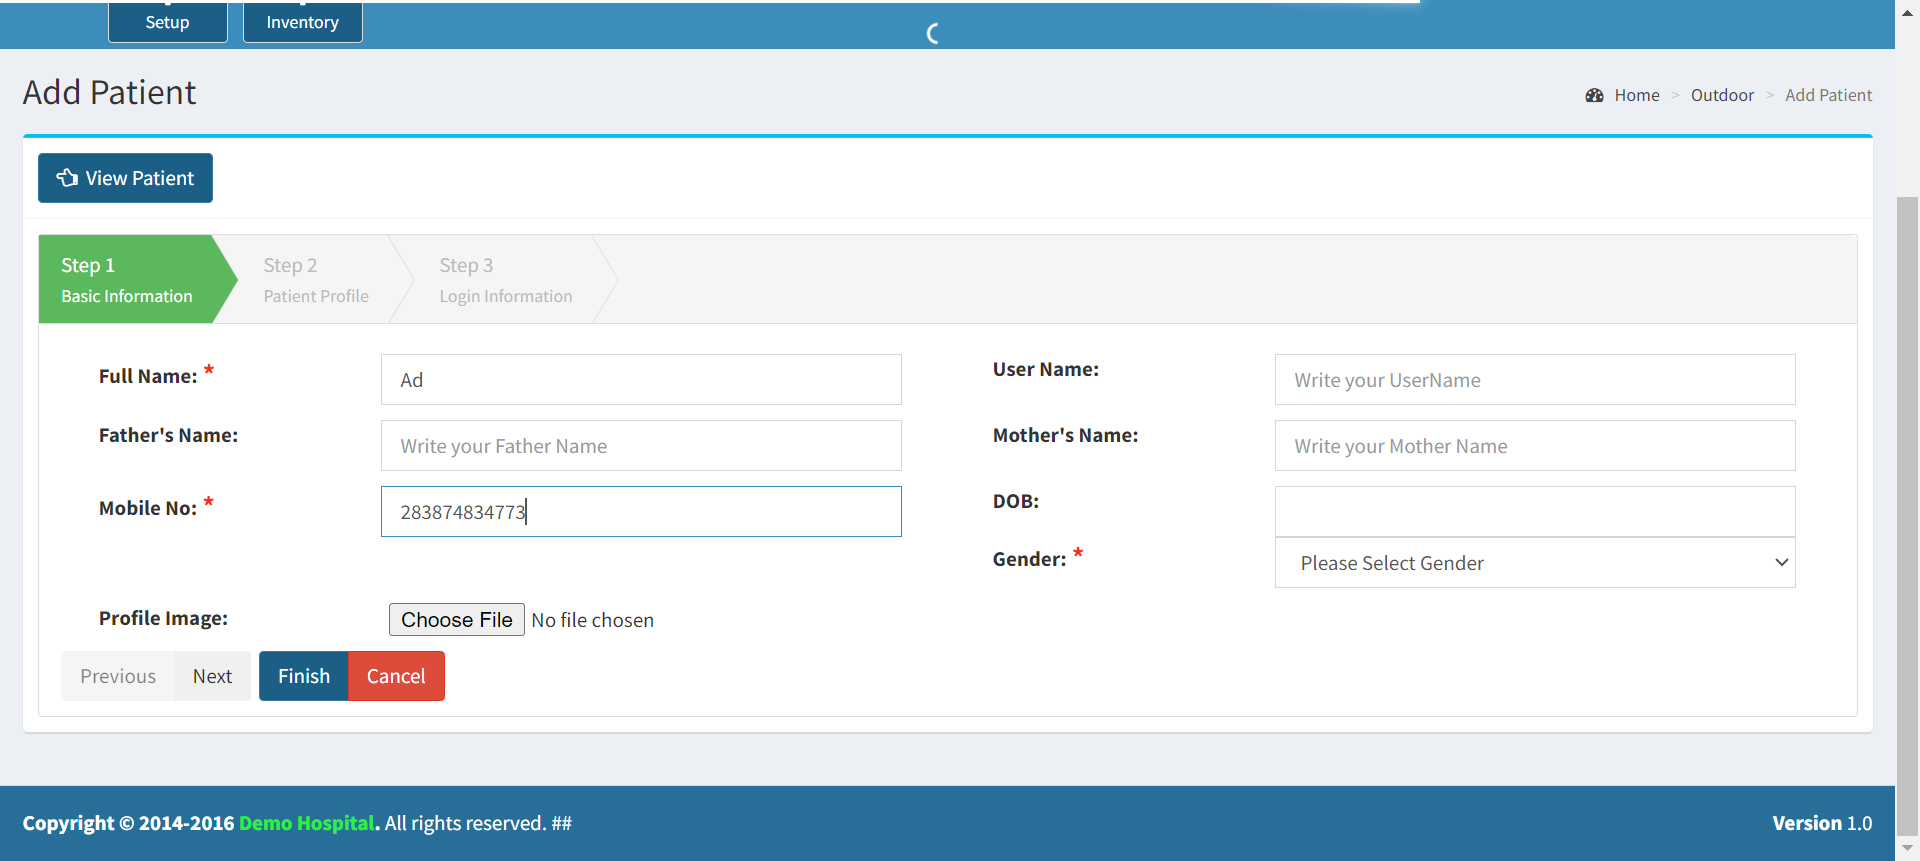 Setup Inventory
Add Patient
Home > Outdoor > Add Patient
View Patient
Step 1 Step 2 Step 3
Basic Information Patient Profile Login Information
Full Name: * Ad User Name: Write your UserName
Father's Name: Write your Father Name Mother's Name: Write your Mother Name
Mobile No: * 283874834773 DOB:
Gender: * Please Select Gender
Profile Image: Choose File No file chosen
Previous Next Finish Cancel
Copyright © 2014-2016 Demo Hospital. All rights reserved. ## Version 1.0